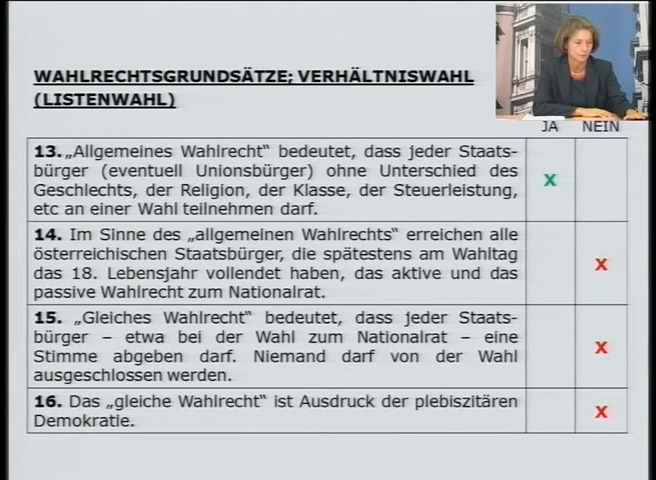 WAHLRECHTSGRUNDSÄTZE; VERHÄLTNISWAHL
(LISTENWAHL)
JA NEIN
13. „Allgemeines Wahlrecht“ bedeutet, dass jeder Staats-
bürger (eventuell Unionsbürger) ohne Unterschied des
Geschlechts, der Religion, der Klasse, der Steuerleistung,
etc an einer Wahl teilnehmen darf.
X
14. Im Sinne des „allgemeinen Wahlrechts“ erreichen alle
österreichischen Staatsbürger, die spätestens am Wahltag
das 18. Lebensjahr vollendet haben, das aktive und das
passive Wahlrecht zum Nationalrat.
X
15. „Gleiches Wahlrecht“ bedeutet, dass jeder Staats-
bürger – etwa bei der Wahl zum Nationalrat – eine
Stimme abgeben darf. Niemand darf von der Wahl
ausgeschlossen werden.
X
16. Das „gleiche Wahlrecht“ ist Ausdruck der plebiszitären
Demokratie.
X